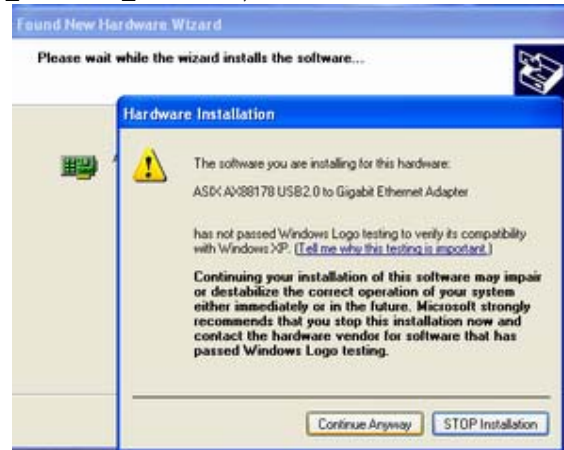 Found New Hardware Wizard
Please wait while the wizard installs the software...
Hardware Installation
The software you are installing for this hardware:
ASIX AX88178 USB2.0 to Gigabit Ethernet Adapter
has not passed Windows Logo testing to verify its compatibility
with Windows XP. (Tell me why this testing is important.)
Continuing your installation of this software may impair
or destabilize the correct operation of your system
either immediately or in the future. Microsoft strongly
recommends that you stop this installation now and
contact the hardware vendor for software that has
passed Windows Logo testing.
Continue Anyway
STOP Installation